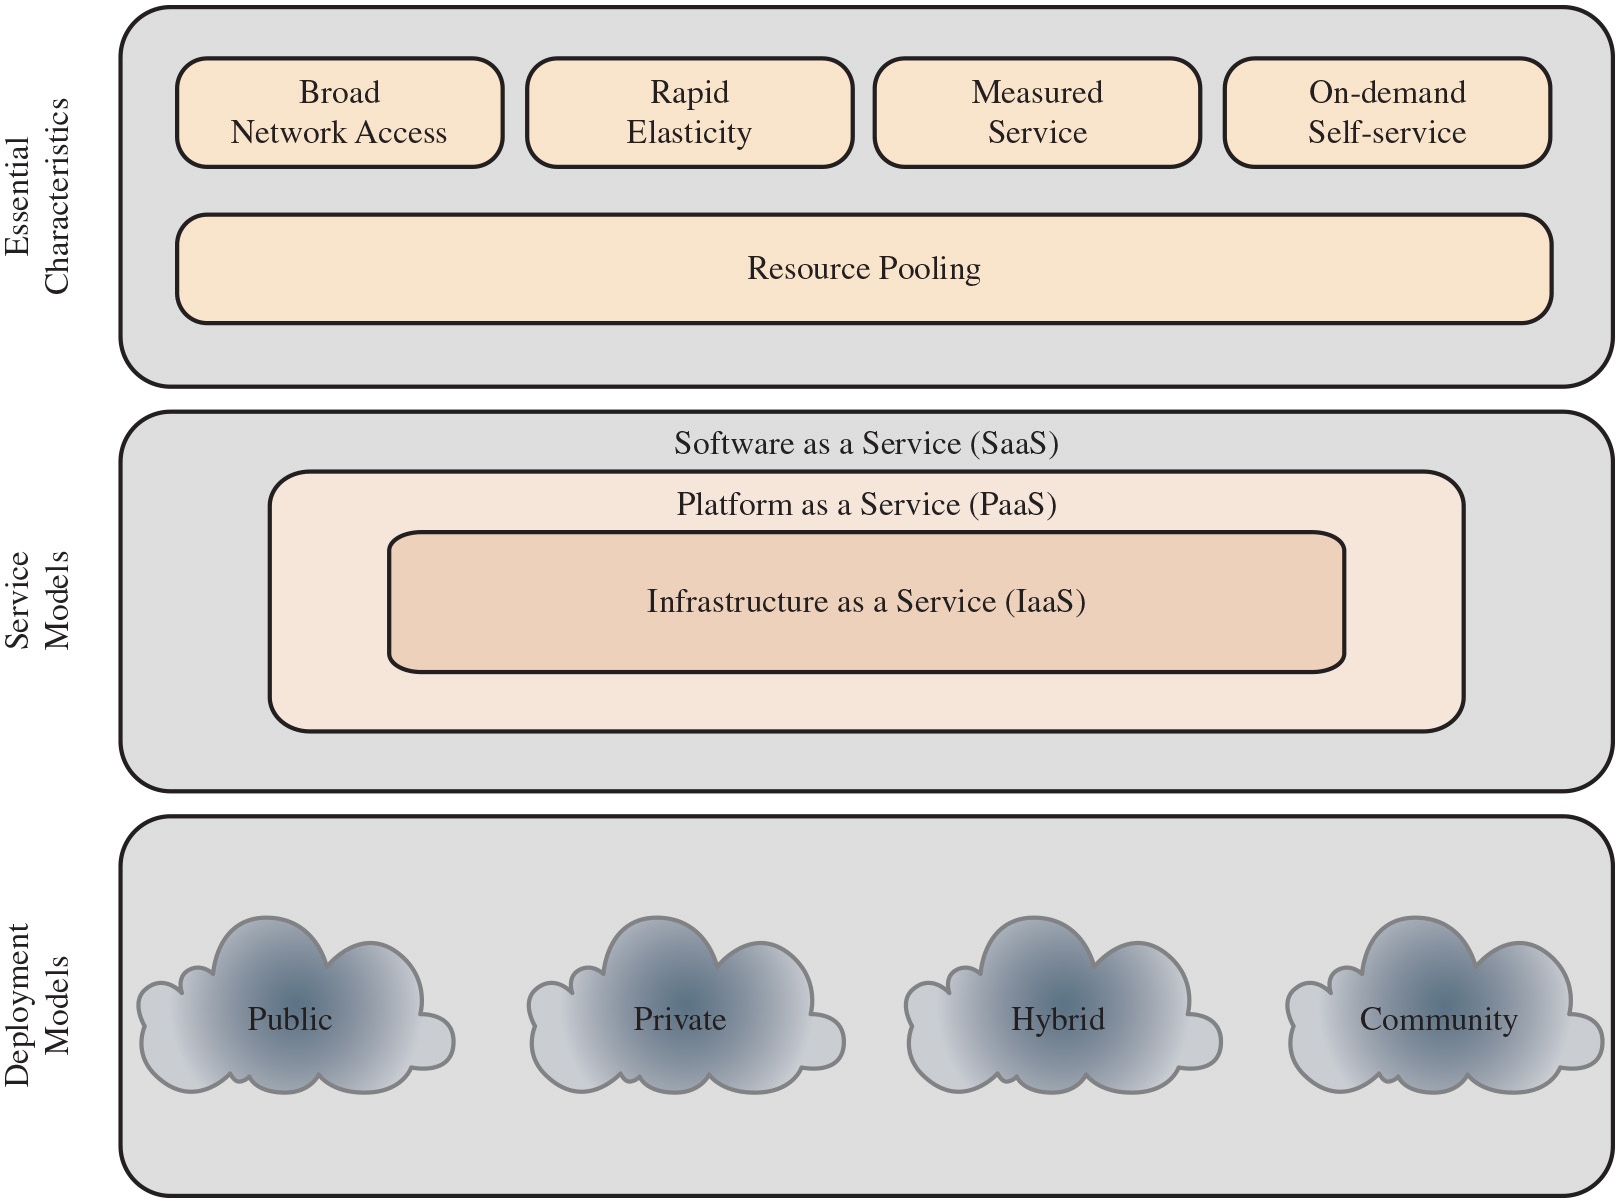 Essential
Characteristics
Broad
Network Access
Rapid
Elasticity
Measured
Service
On-demand
Self-service
Resource Pooling
Service
Models
Software as a Service (SaaS)
Platform as a Service (PaaS)
Infrastructure as a Service (IaaS)
Deployment
Models
Public
Private
Hybrid
Community